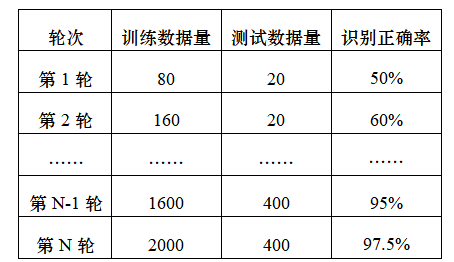 轮次 训练数据量 测试数据量 识别正确率
第 1 轮 80 20 50%
第 2 轮 160 20 60%
…… …… …… ……
第 N-1 轮 1600 400 95%
第 N 轮 2000 400 97.5%